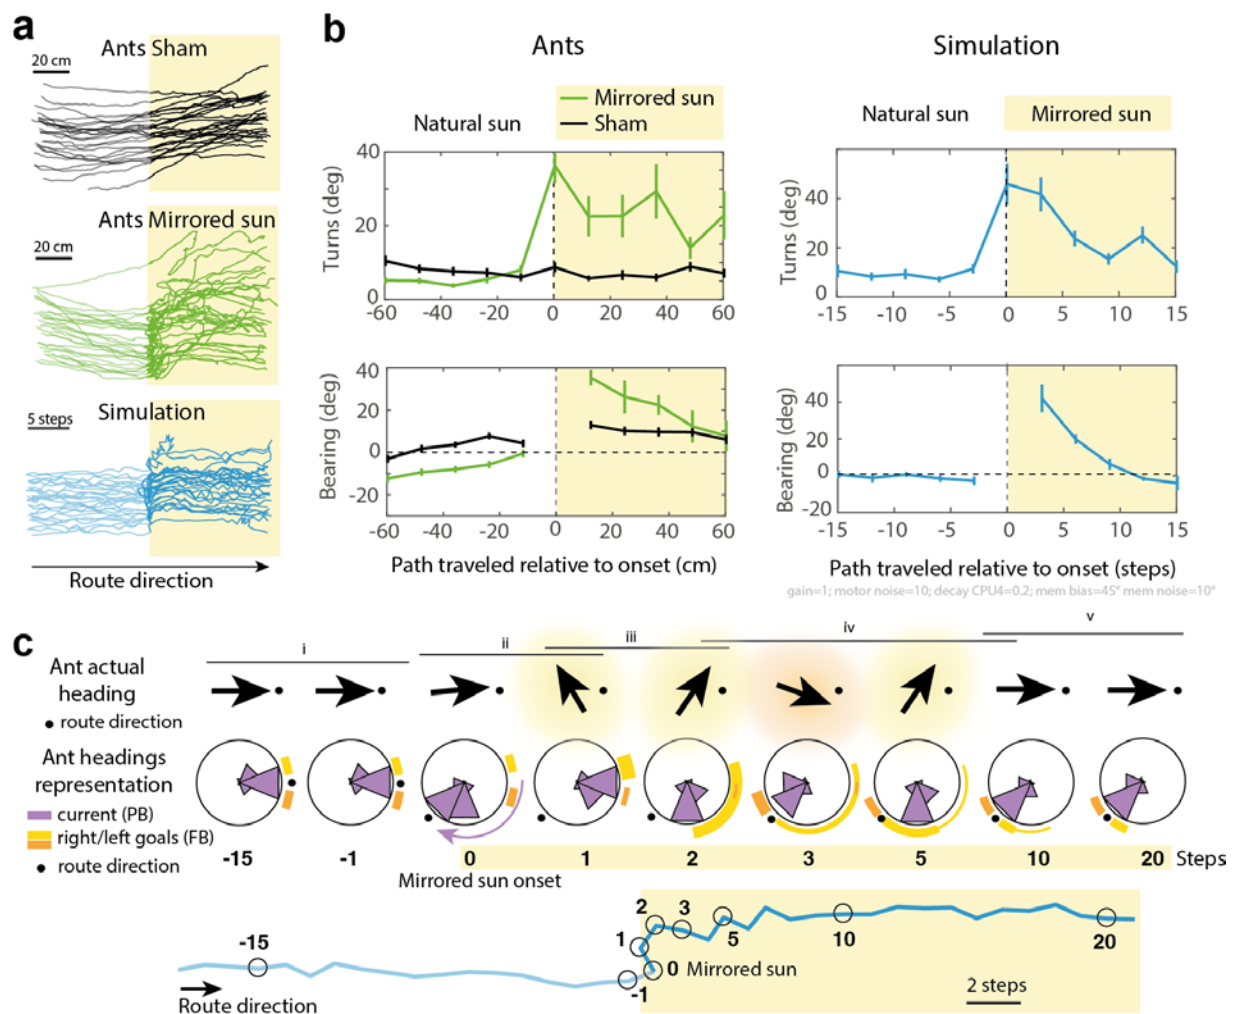 a
Ants Sham
20 cm
Ants Mirrored sun
20 cm
Simulation
5 steps
Route direction
b
Ants
Simulation
Mirrored sun
Sham
Natural sun
Natural sun
Mirrored sun
Turns (deg)
40
20
0
-60 -40 -20 0 20 40 60
Turns (deg)
40
20
0
-15 -10 -5 0 5 10 15
Bearing (deg)
40
20
0
-20
-60 -40 -20 0 20 40 60
Path traveled relative to onset (cm)
Bearing (deg)
40
20
0
-20
-15 -10 -5 0 5 10 15
Path traveled relative to onset (steps)
gain=1; motor noise=10; decay CPU4=0.2; mem bias=45° mem noise=10°
c
i ii iii iv v
Ant actual
heading
route direction
Ant headings
representation
current (PB)
right/left goals (FB)
route direction
-15 -1 0 1 2 3 5 10 20 Steps
Mirrored sun onset
-15
-1
0 Mirrored sun
1
2
3
5
10
20
2 steps
Route direction